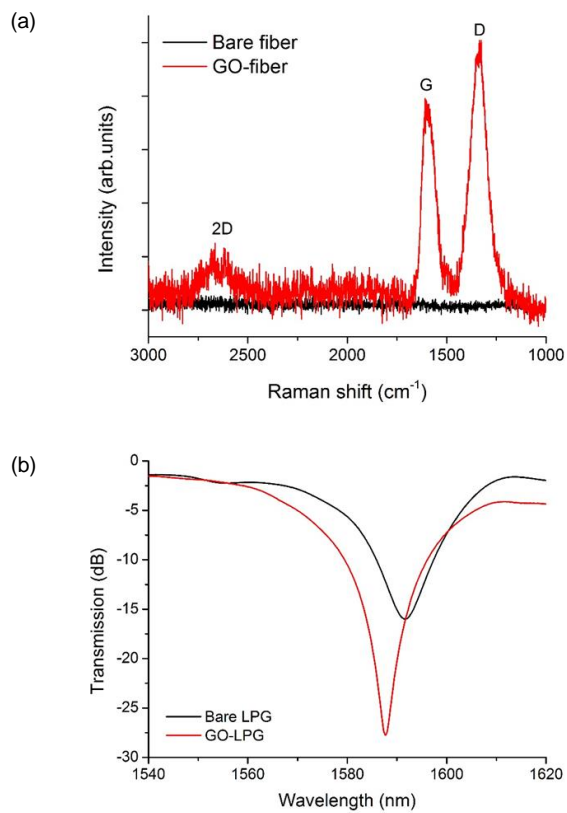 (a)
Bare fiber
GO-fiber
D
G
2D
Intensity (arb.units)
3000 2500 2000 1500 1000
Raman shift (cm⁻¹)
(b)
0
-5
-10
-15
-20
-25
-30
Transmission (dB)
Bare LPG
GO-LPG
1540 1560 1580 1600 1620
Wavelength (nm)